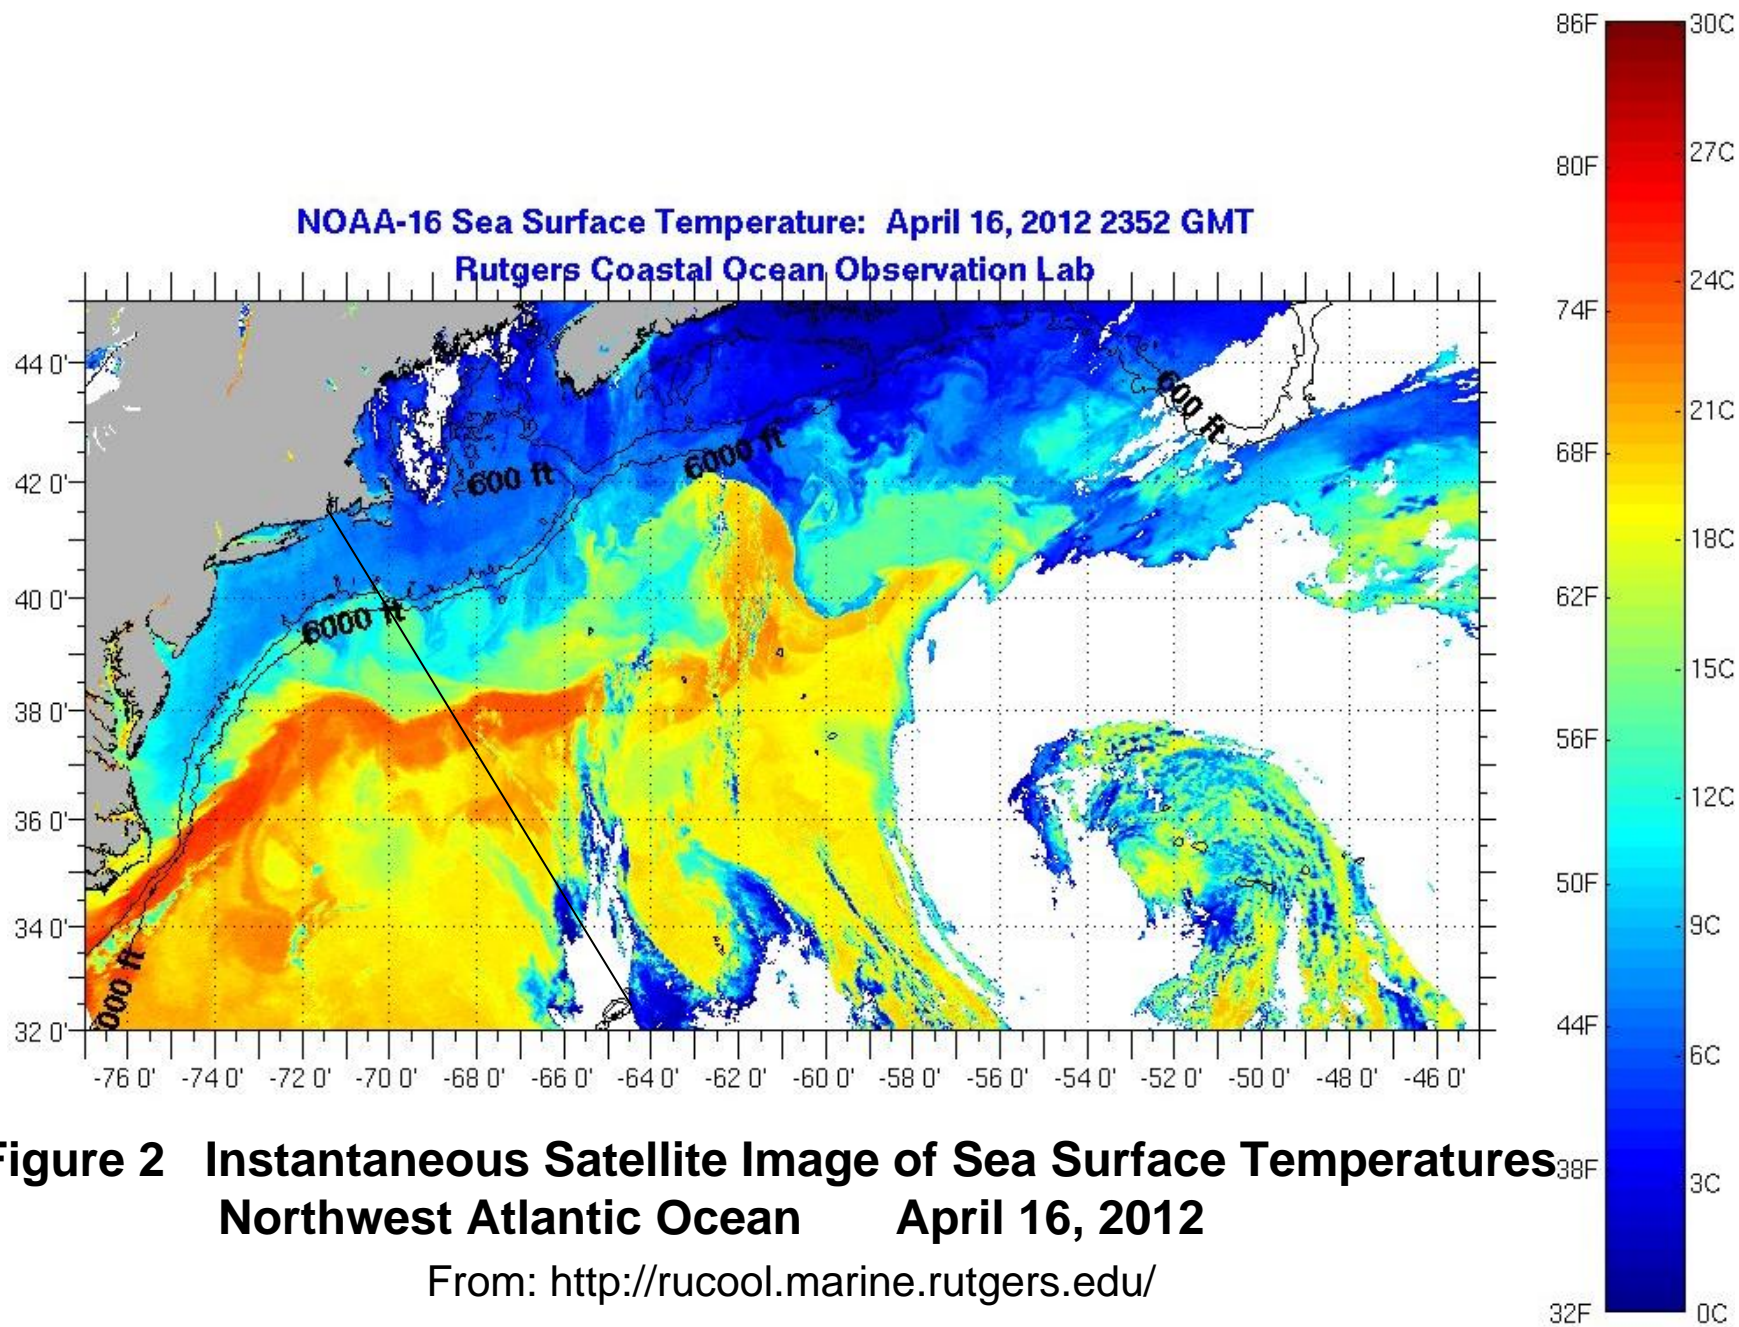 86F 30C
27C
80F
NOAA-16 Sea Surface Temperature: April 16, 2012 2352 GMT
Rutgers Coastal Ocean Observation Lab
24C
74F
44 0'
600 ft
21C
6000 ft
68F
42 0'
600 ft
18C
40 0'
62F
6000 ft
15C
38 0'
56F
12C
36 0'
50F
34 0'
9C
000 ft
32 0'
44F
6C
-76 0' -74 0' -72 0' -70 0' -68 0' -66 0' -64 0' -62 0' -60 0' -58 0' -56 0' -54 0' -52 0' -50 0' -48 0' -46 0'
Figure 2 Instantaneous Satellite Image of Sea Surface Temperatures
38F
3C
Northwest Atlantic Ocean April 16, 2012
From: http://rucool.marine.rutgers.edu/
32F 0C